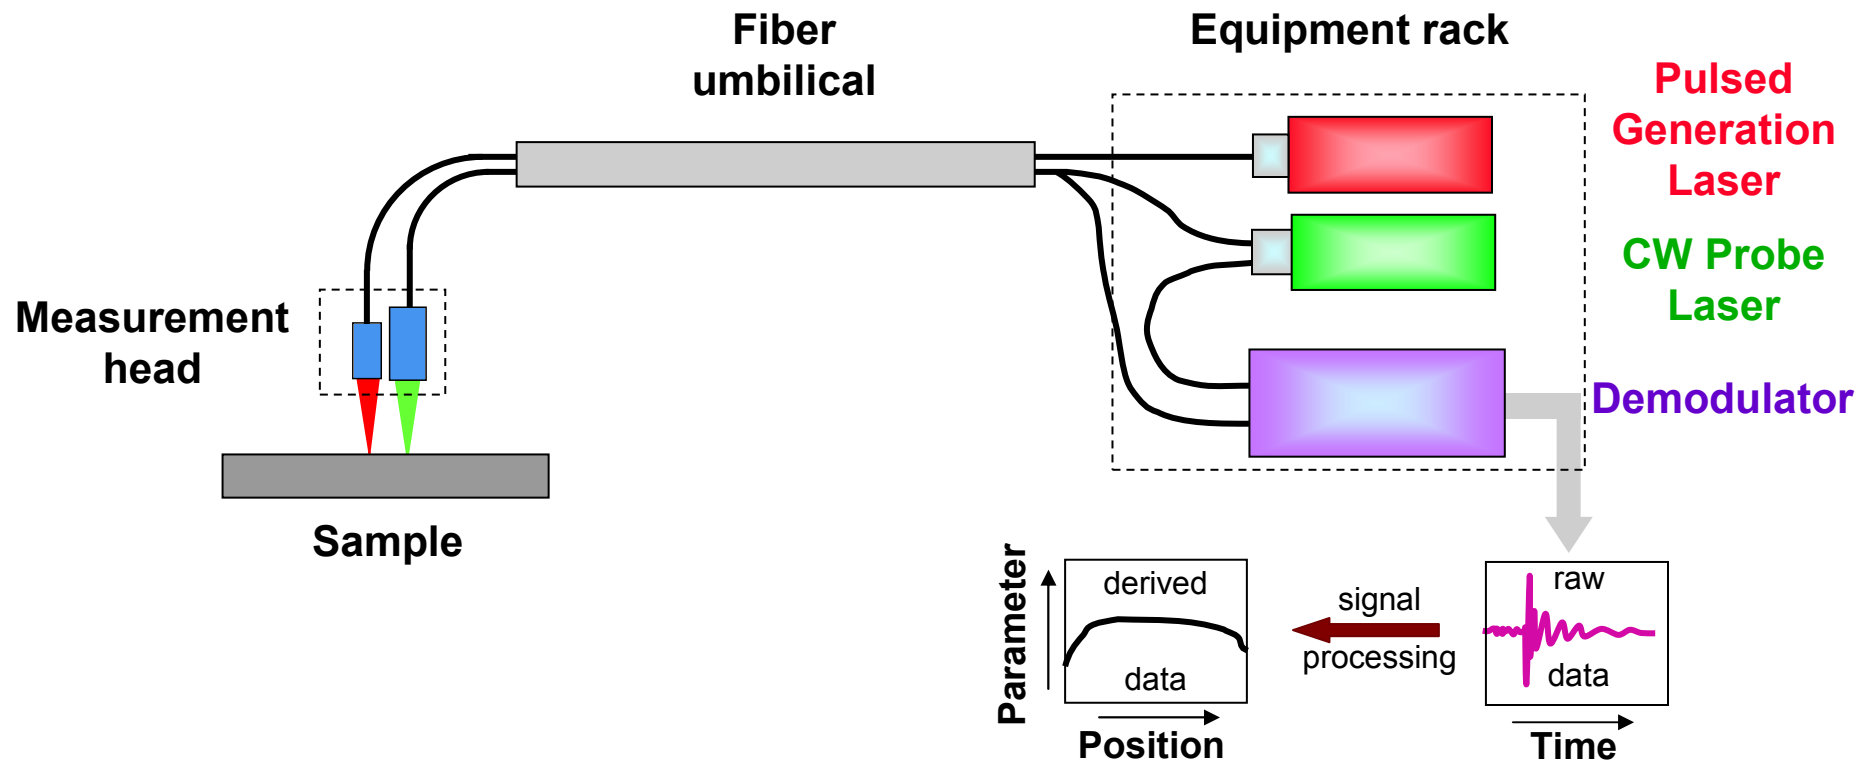 Fiber
umbilical
Equipment rack
Pulsed
Generation
Laser
CW Probe
Laser
Measurement
head
Demodulator
Sample
Parameter
derived
data
Position
signal
processing
raw
data
Time